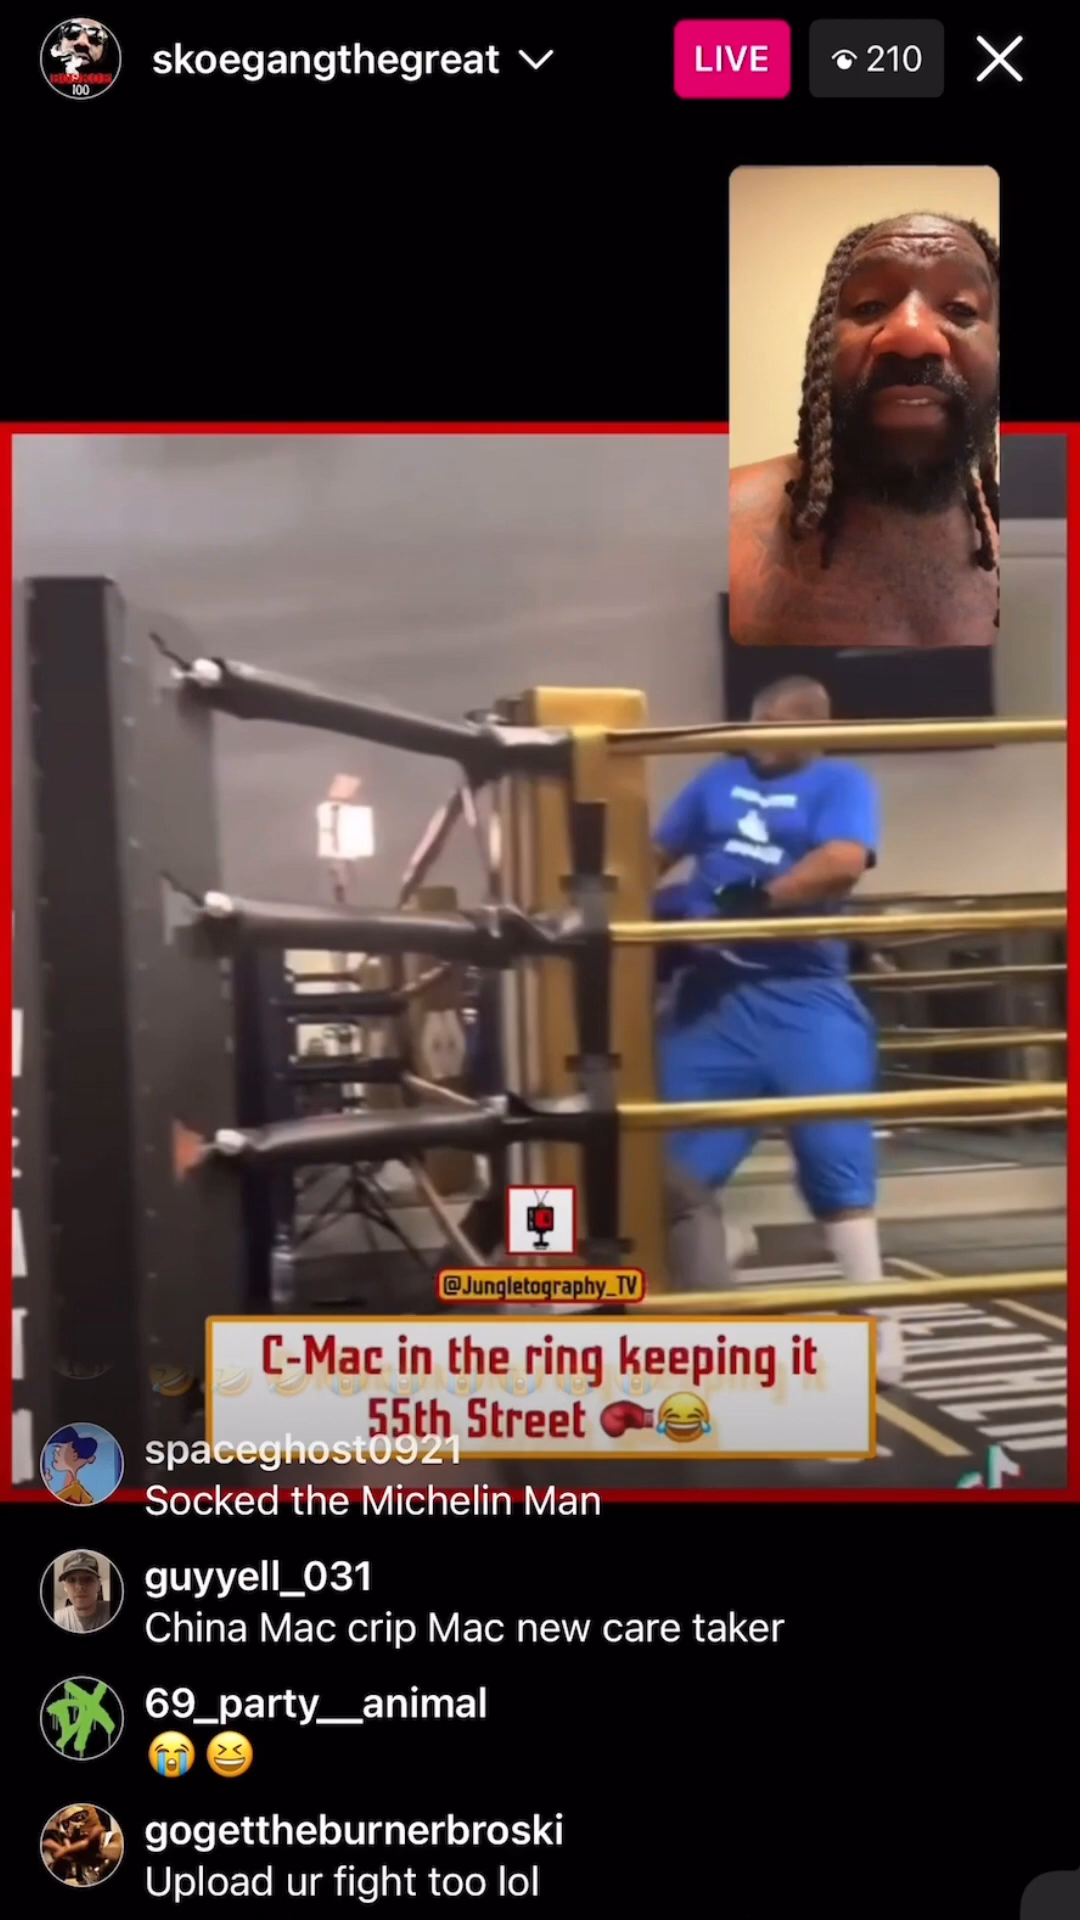 skoegangthegreat
LIVE
210
100
@Jungletography_TV
C-Mac in the ring keeping it
55th Street 🥊😂
spaceghost0921
Socked the Michelin Man
guyyell_031
China Mac crip Mac new care taker
69_party__animal
😭😆
gogettheburnerbroski
Upload ur fight too lol